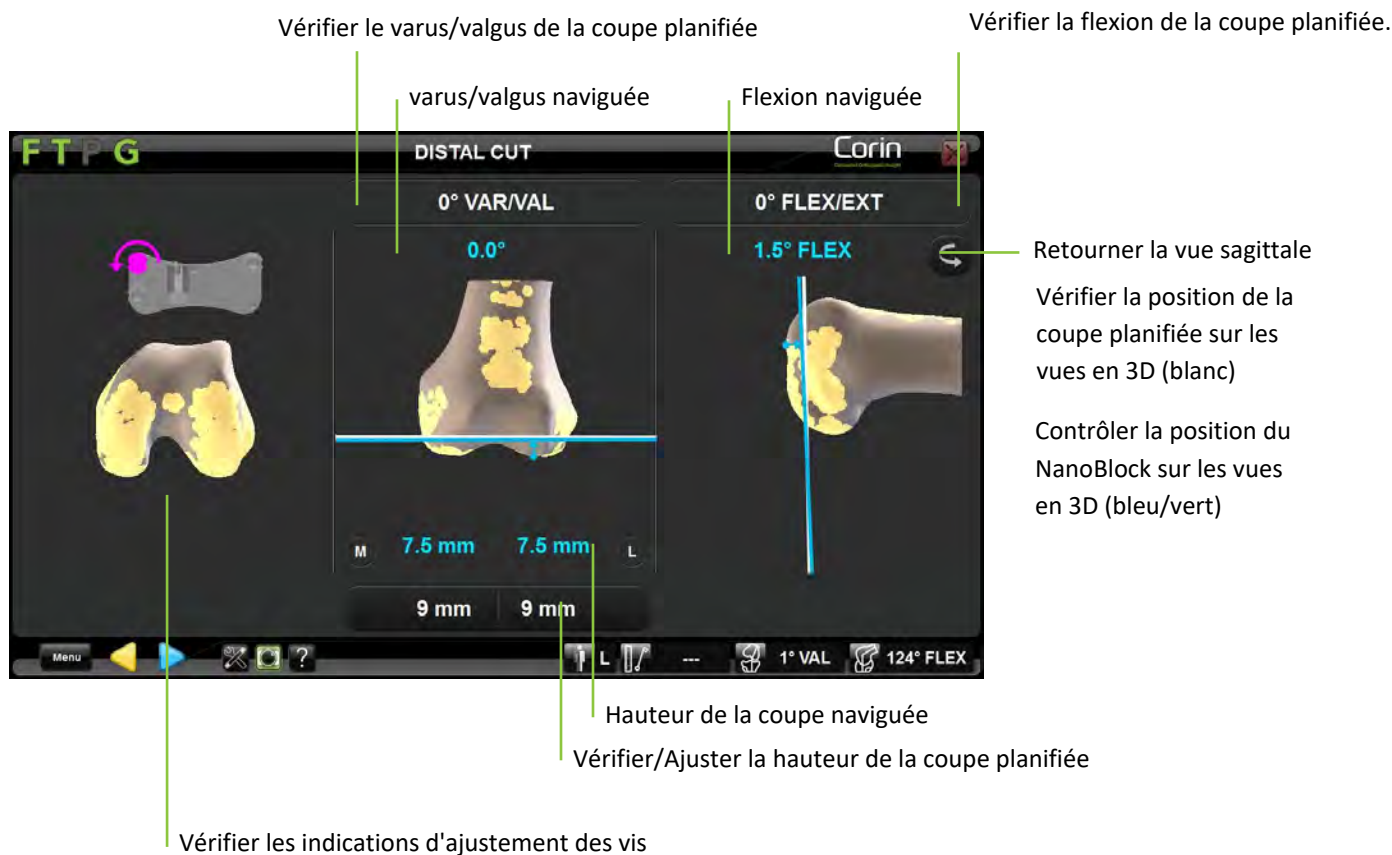 Vérifier le varus/valgus de la coupe planifiée
Vérifier la flexion de la coupe planifiée.
varus/valgus naviguée
Flexion naviguée
F T P G
DISTAL CUT
Corin
0° VAR/VAL
0° FLEX/EXT
0.0°
1.5° FLEX
Retourner la vue sagittale
Vérifier la position de la
coupe planifiée sur les
vues en 3D (blanc)
Contrôler la position du
NanoBlock sur les vues
en 3D (bleu/vert)
M 7.5 mm 7.5 mm L
9 mm 9 mm
Menu ? L --- 1° VAL 124° FLEX
Hauteur de la coupe naviguée
Vérifier/Ajuster la hauteur de la coupe planifiée
Vérifier les indications d'ajustement des vis